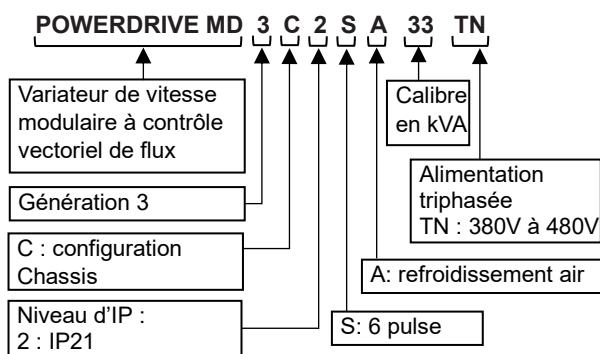 POWERDRIVE MD 3 C 2 S A 33 TN
Variateur de vitesse
modulaire à contrôle
vectoriel de flux
Calibre
en kVA
Génération 3
Alimentation
triphasée
TN : 380V à 480V
C : configuration
Chassis
A: refroidissement air
Niveau d'IP :
2 : IP21
S: 6 pulse